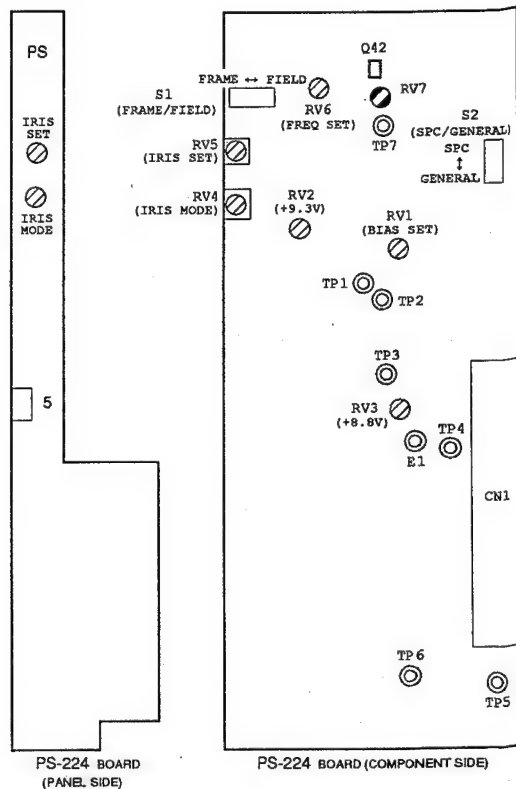 PS
IRIS
SET
IRIS
MODE
5
PS-224 BOARD
(PANEL SIDE)
Q42
FRAME ↔ FIELD
S1
(FRAME/FIELD)
RV6
(FREQ SET)
RV7
TP7
S2
(SPC/GENERAL)
SPC
↕
GENERAL
RV5
(IRIS SET)
RV4
(IRIS MODE)
RV2
(+9.3V)
RV1
(BIAS SET)
TP1
TP2
TP3
RV3
(+8.8V)
E1
TP4
CN1
TP6
TP5
PS-224 BOARD (COMPONENT SIDE)